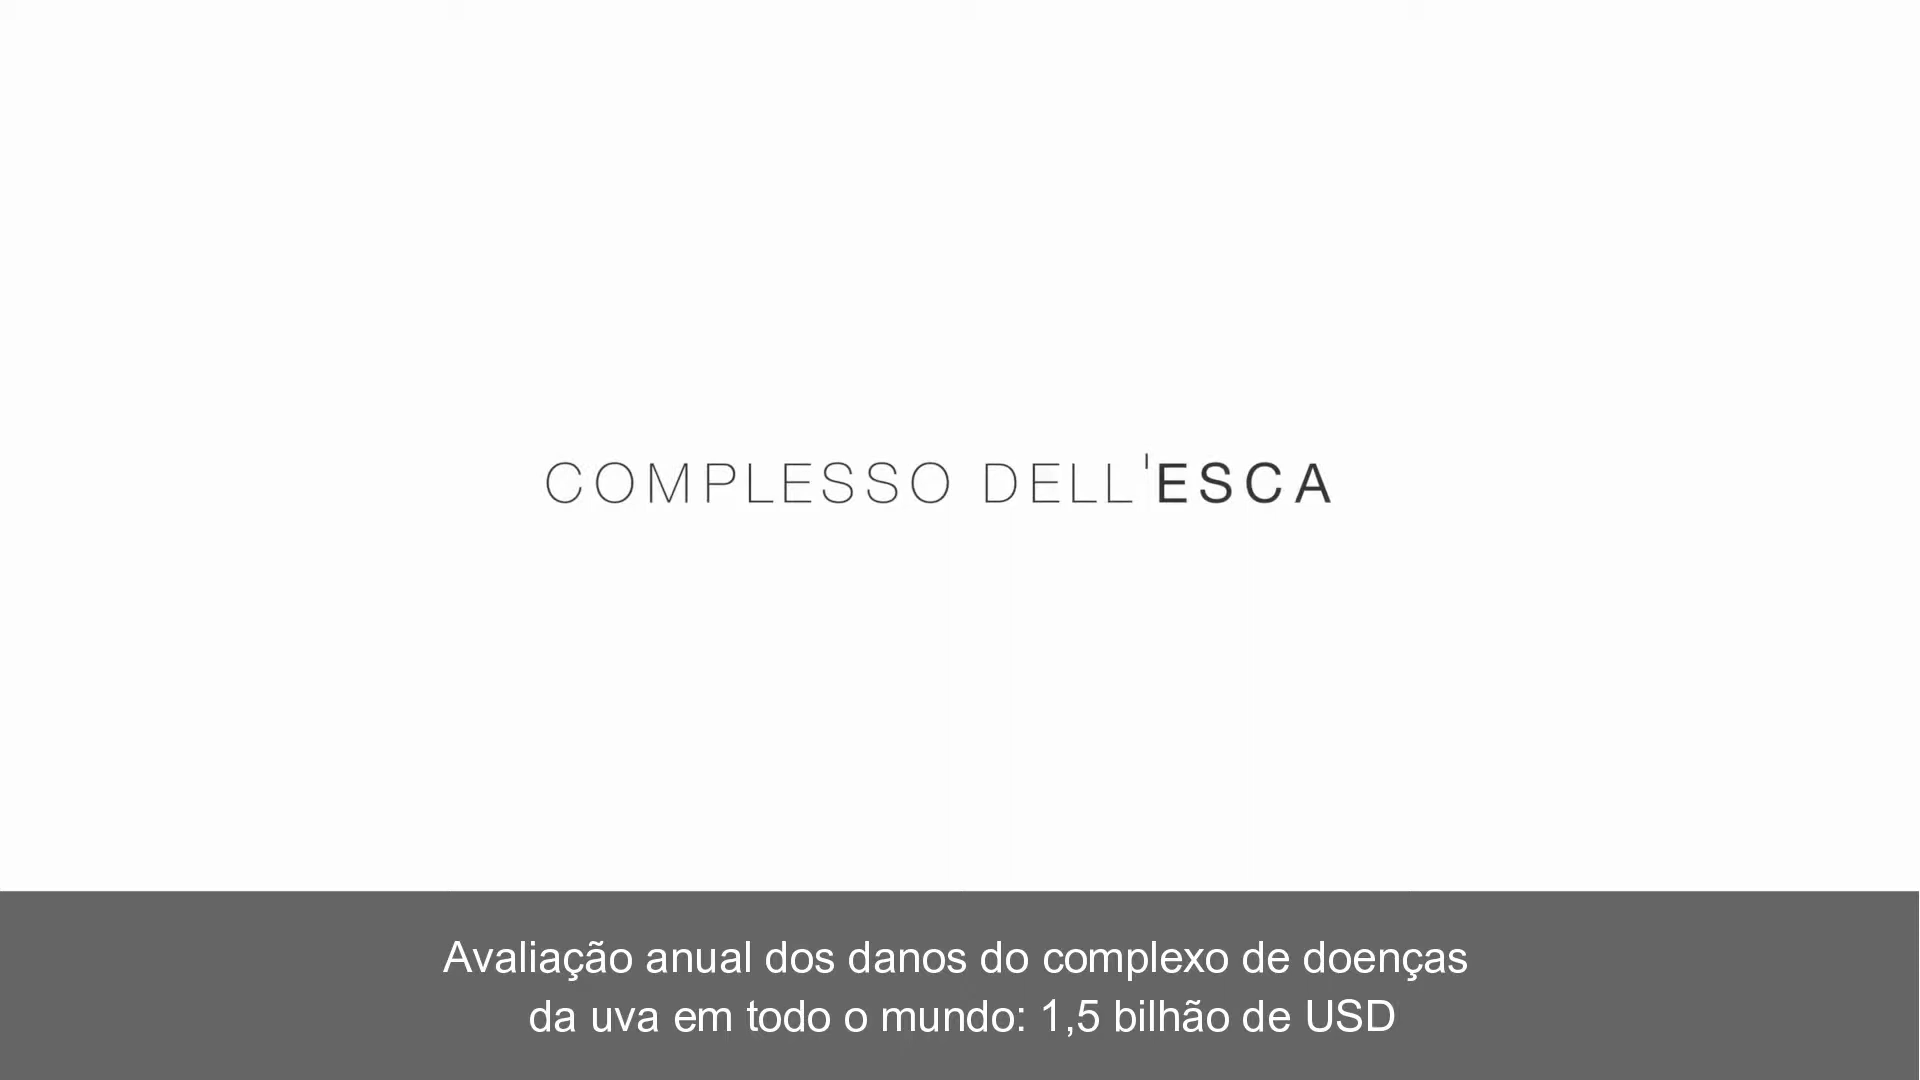 COMPLESSO DELL'ESCA
Avaliação anual dos danos do complexo de doenças
da uva em todo o mundo: 1,5 bilhão de USD